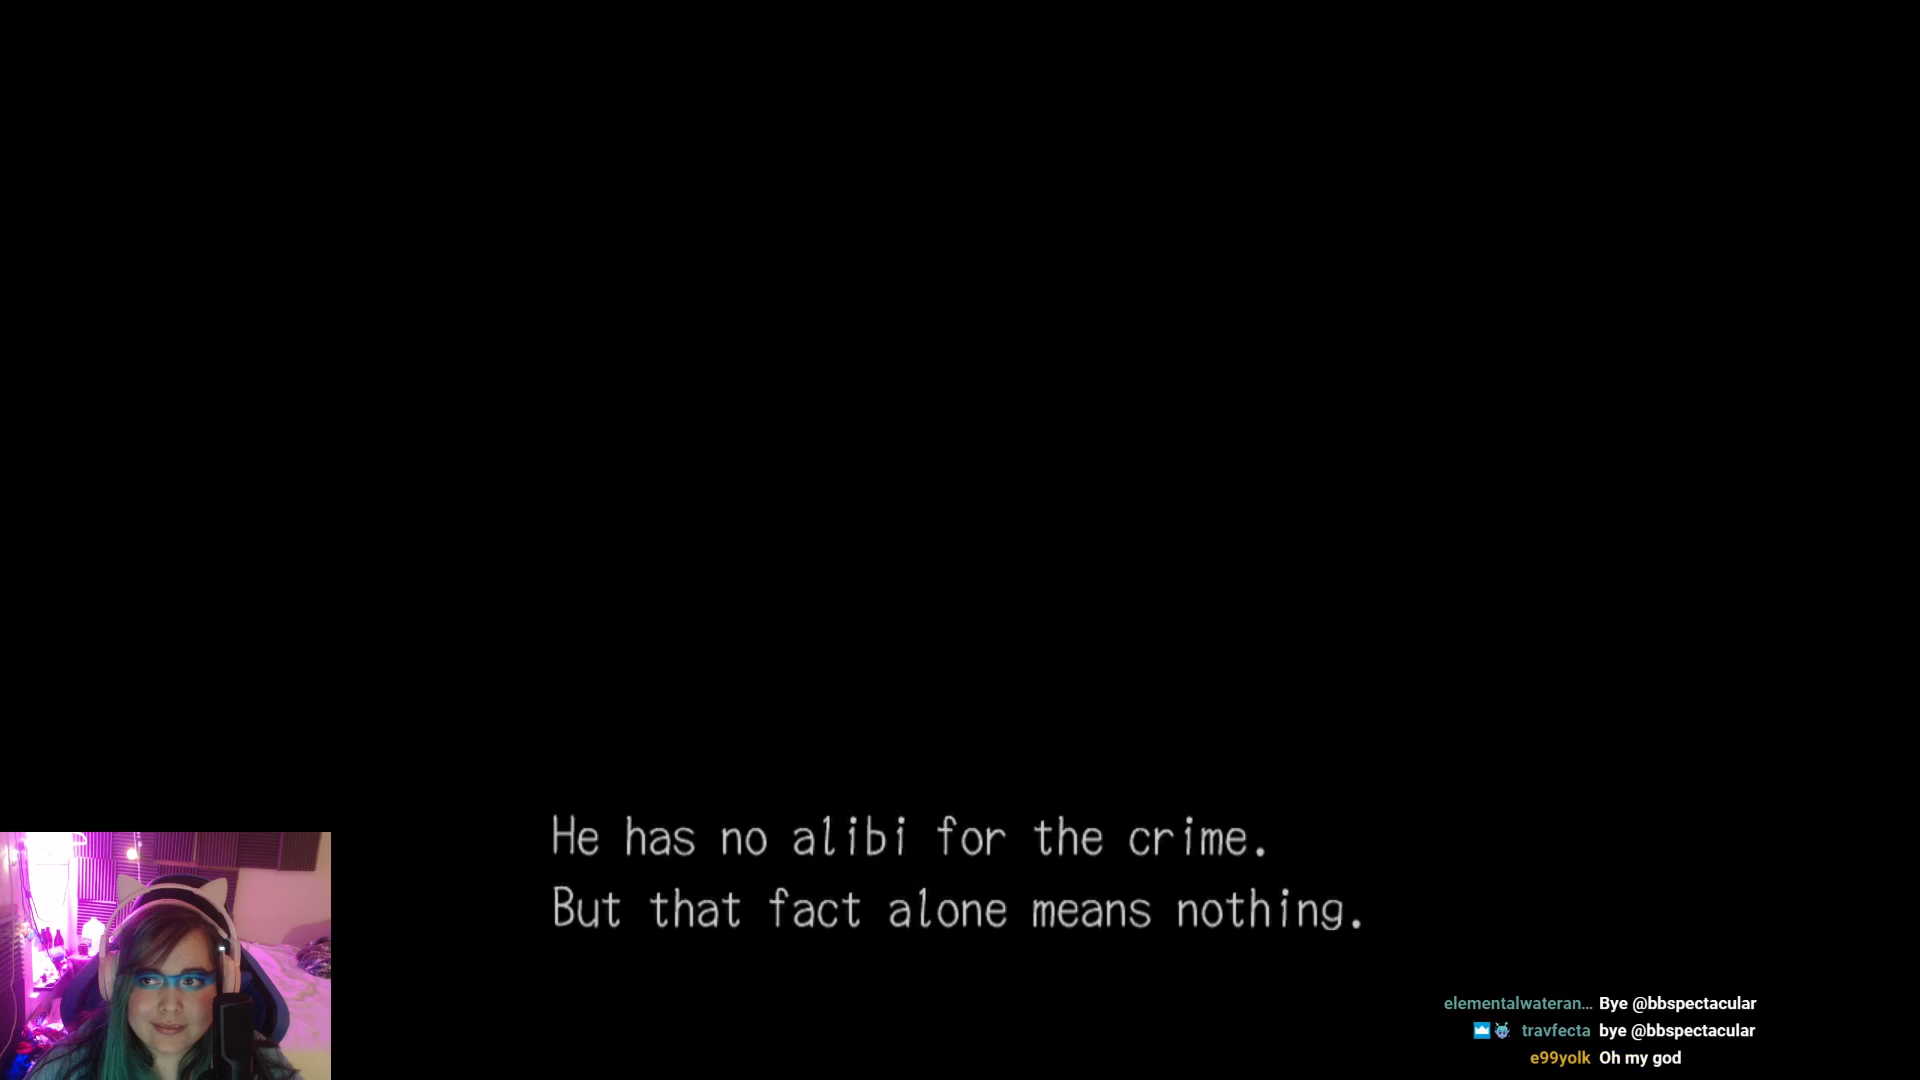 He has no alibi for the crime.
But that fact alone means nothing.
elementalwateran... Bye @bbspectacular
travfecta bye @bbspectacular
e99yolk Oh my god